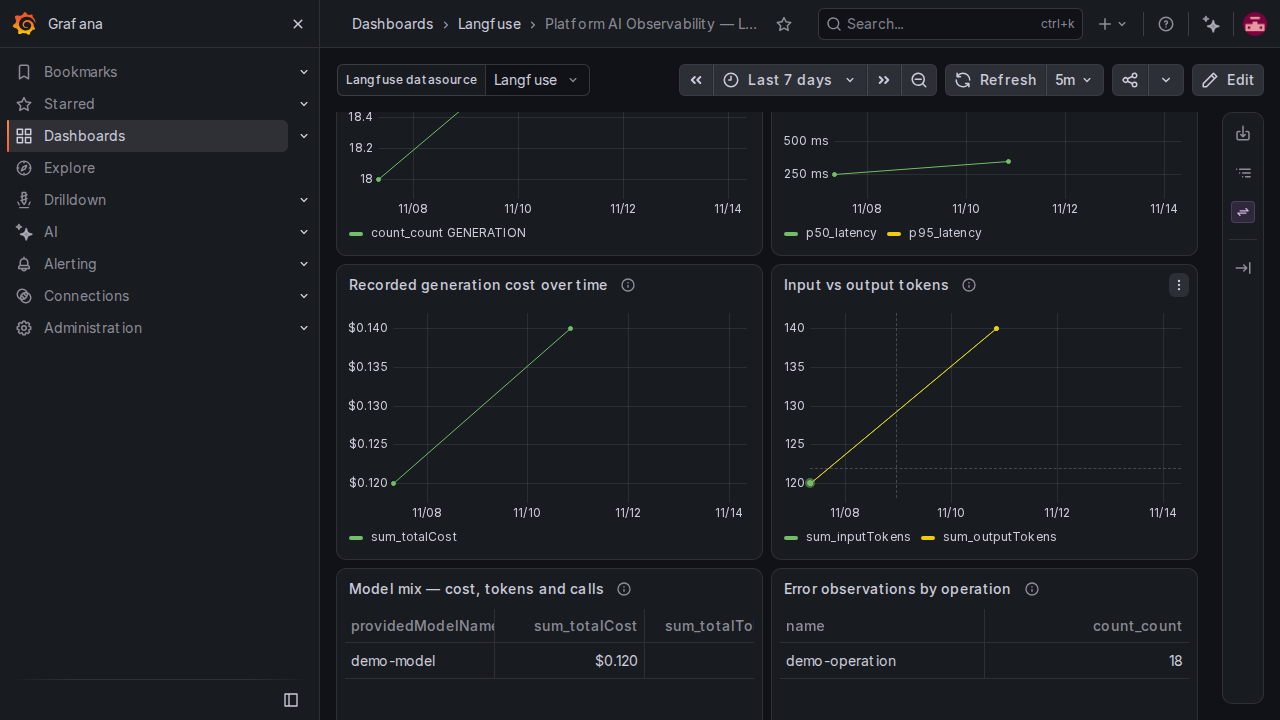 Grafana
Dashboards › Langfuse › Platform AI Observability — L...
Search... ctrl+k
Bookmarks
Starred
Dashboards
Explore
Drilldown
AI
Alerting
Connections
Administration
Langfuse datasource Langfuse
Last 7 days
Refresh 5m
Edit
18.4
18.2
18
11/08 11/10 11/12 11/14
count_count GENERATION
500 ms
250 ms
11/08 11/10 11/12 11/14
p50_latency p95_latency
Recorded generation cost over time
$0.140
$0.135
$0.130
$0.125
$0.120
11/08 11/10 11/12 11/14
sum_totalCost
Input vs output tokens
140
135
130
125
120
11/08 11/10 11/12 11/14
sum_inputTokens sum_outputTokens
Model mix — cost, tokens and calls
providedModelName sum_totalCost sum_totalTo
demo-model $0.120
Error observations by operation
name count_count
demo-operation 18